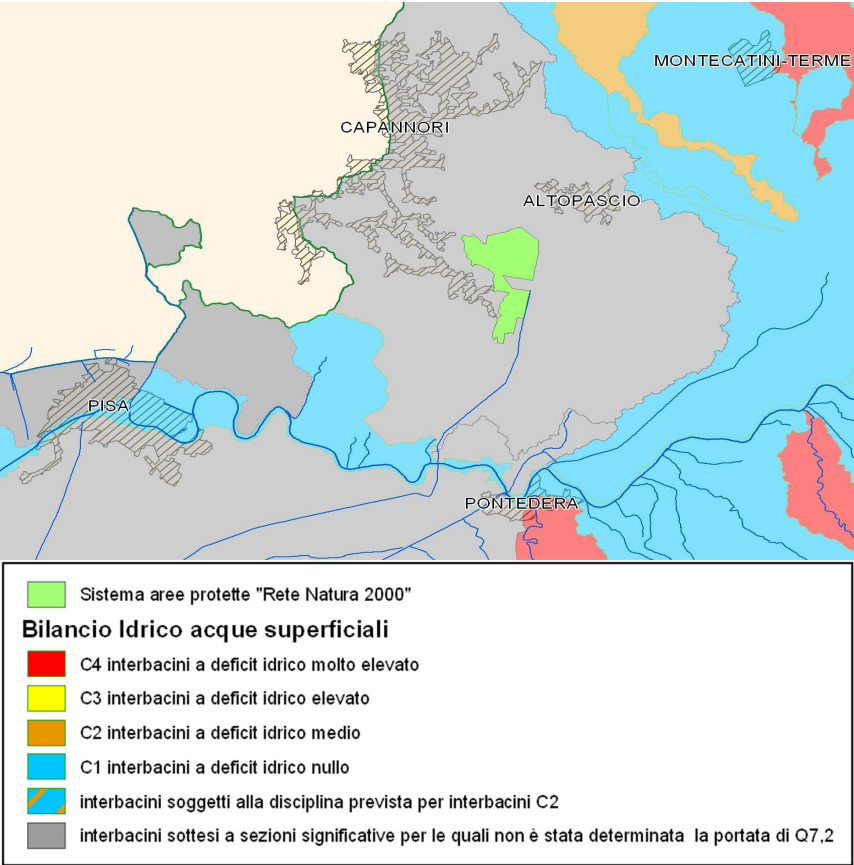 MONTECATINI-TERME
CAPANNORI
ALTOPASCIO
PISA
PONTEDERA
Sistema aree protette "Rete Natura 2000"
Bilancio Idrico acque superficiali
C4 interbacini a deficit idrico molto elevato
C3 interbacini a deficit idrico elevato
C2 interbacini a deficit idrico medio
C1 interbacini a deficit idrico nullo
interbacini soggetti alla disciplina prevista per interbacini C2
interbacini sottesi a sezioni significative per le quali non è stata determinata la portata di Q7,2